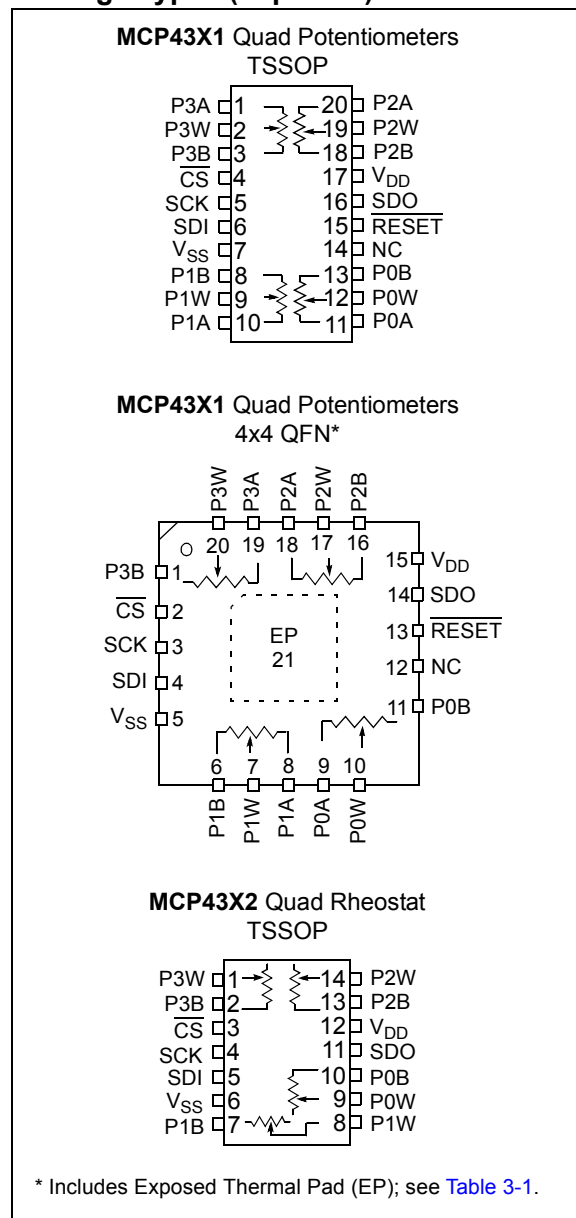 MCP43X1 Quad Potentiometers
TSSOP
P3A 1 20 P2A
P3W 2 19 P2W
P3B 3 18 P2B
CS 4 17 VDD
SCK 5 16 SDO
SDI 6 15 RESET
VSS 7 14 NC
P1B 8 13 P0B
P1W 9 12 P0W
P1A 10 11 P0A
MCP43X1 Quad Potentiometers
4x4 QFN*
P3W P3A P2A P2W P2B
20 19 18 17 16
P3B 1 15 VDD
CS 2 14 SDO
SCK 3 EP 13 RESET
SDI 4 21 12 NC
VSS 5 11 P0B
6 7 8 9 10
P1B P1W P1A P0A P0W
MCP43X2 Quad Rheostat
TSSOP
P3W 1 14 P2W
P3B 2 13 P2B
CS 3 12 VDD
SCK 4 11 SDO
SDI 5 10 P0B
VSS 6 9 P0W
P1B 7 8 P1W
* Includes Exposed Thermal Pad (EP); see Table 3-1.